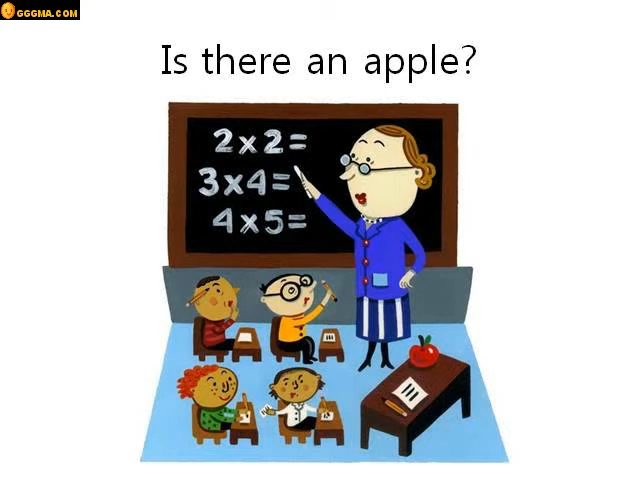 GGGMA.COM
Is there an apple?
2x2=
3x4=
4x5=